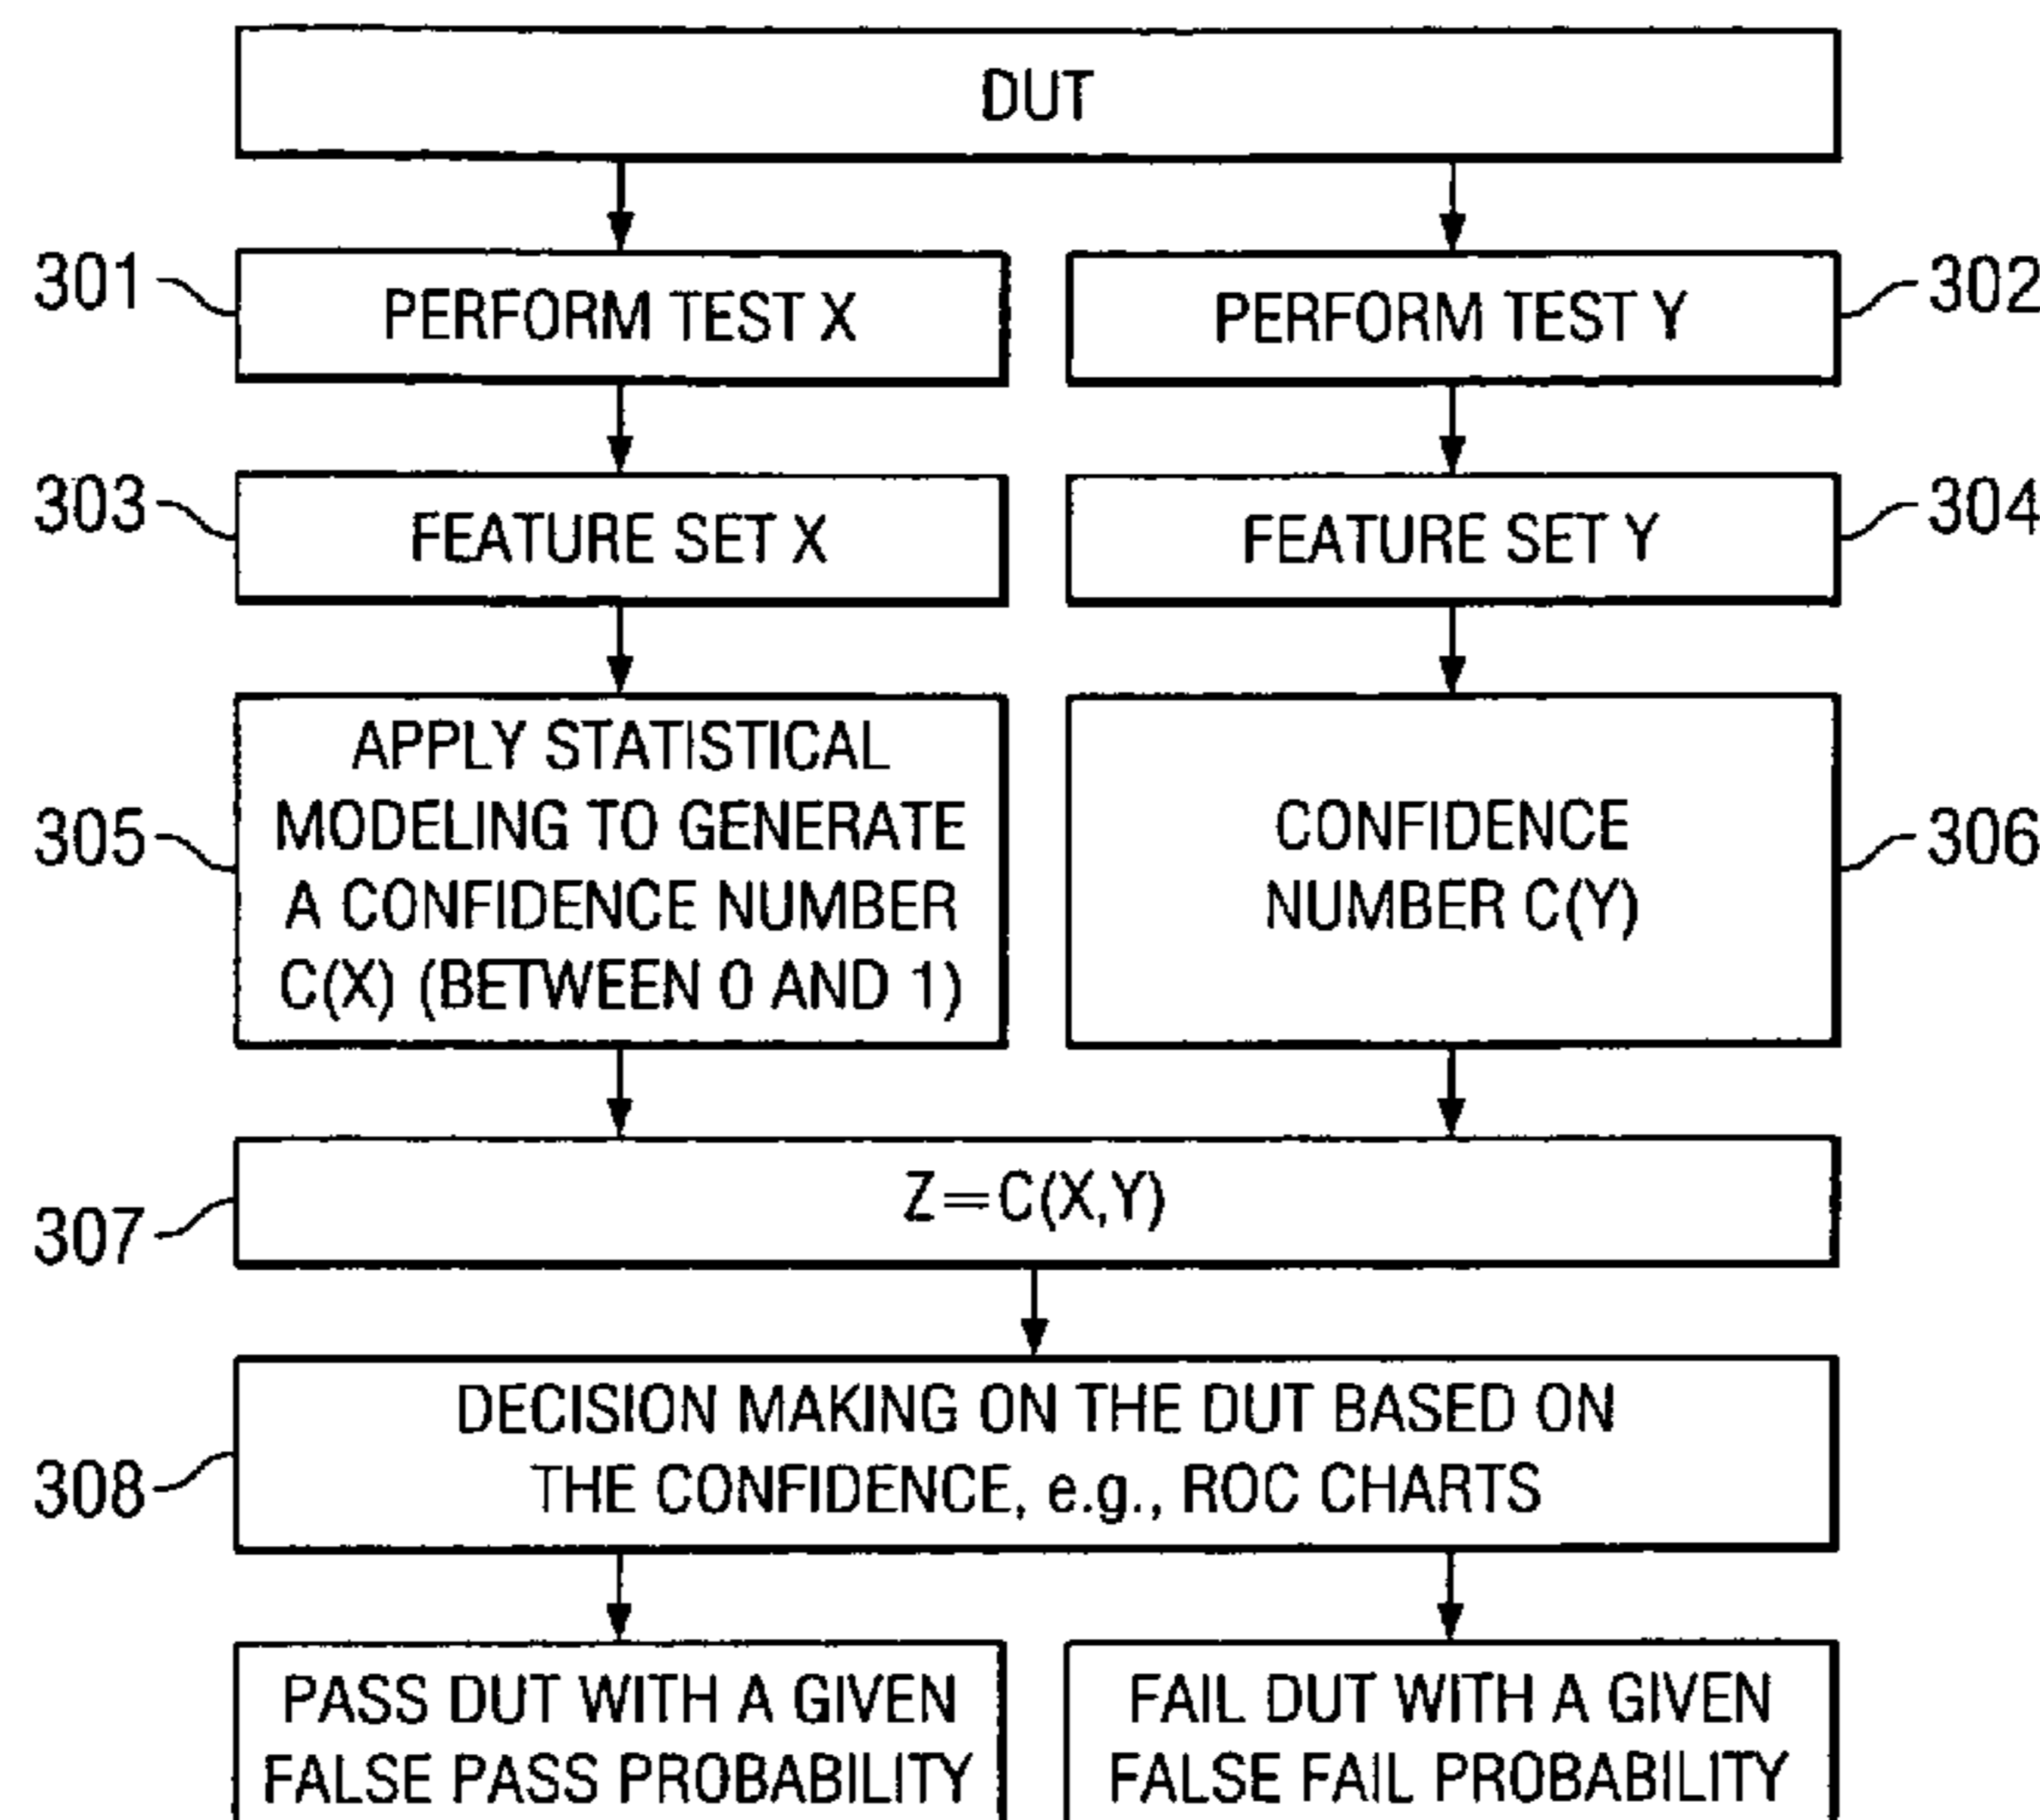 DUT
301
PERFORM TEST X
PERFORM TEST Y
302
303
FEATURE SET X
FEATURE SET Y
304
305
APPLY STATISTICAL
MODELING TO GENERATE
A CONFIDENCE NUMBER
C(X) (BETWEEN 0 AND 1)
CONFIDENCE
NUMBER C(Y)
306
307
Z=C(X,Y)
308
DECISION MAKING ON THE DUT BASED ON
THE CONFIDENCE, e.g., ROC CHARTS
PASS DUT WITH A GIVEN
FALSE PASS PROBABILITY
FAIL DUT WITH A GIVEN
FALSE FAIL PROBABILITY